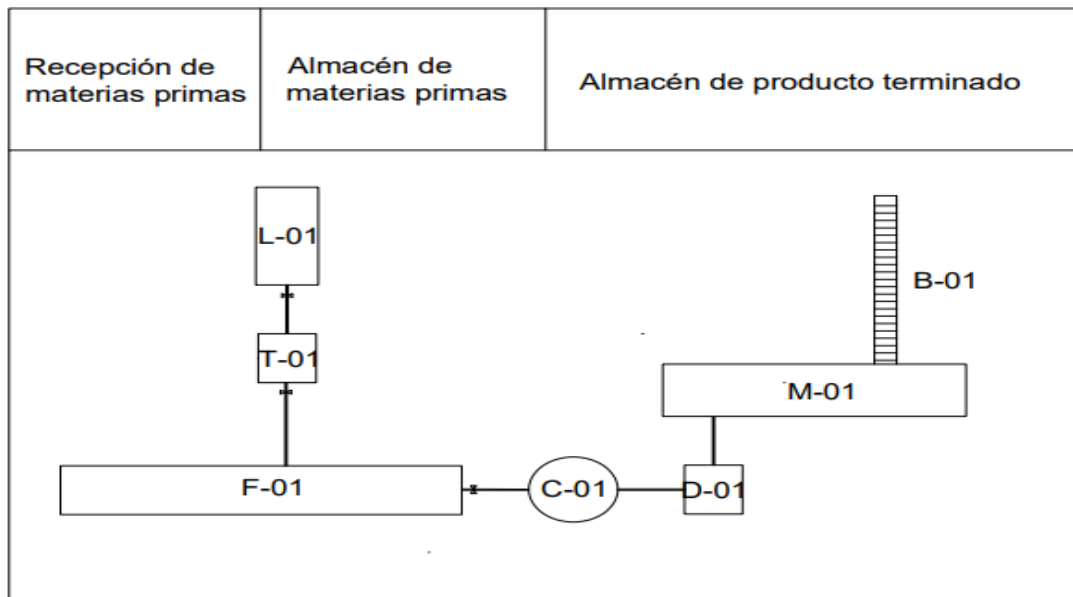 Recepción de
materias primas
Almacén de
materias primas
Almacén de producto terminado
L-01
B-01
T-01
M-01
F-01
C-01
D-01